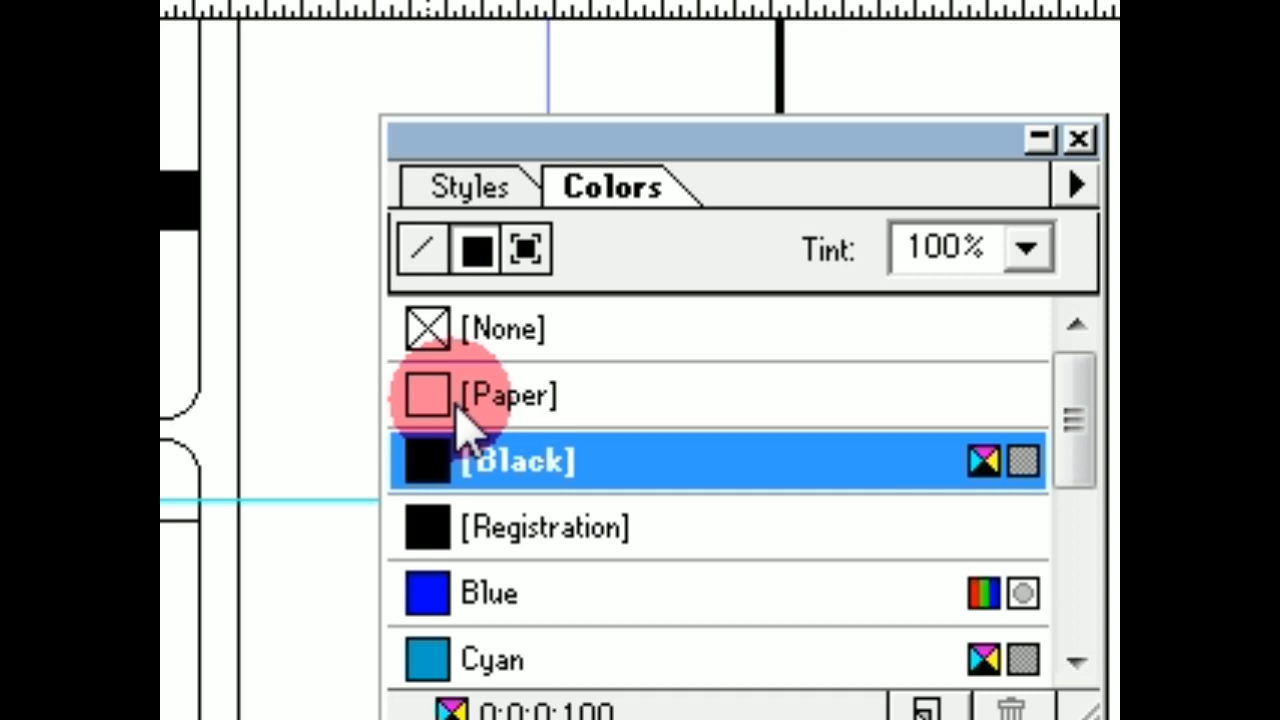 Styles Colors
Tint: 100%
[None]
[Paper]
[Black]
[Registration]
Blue
Cyan
0:0:0:100